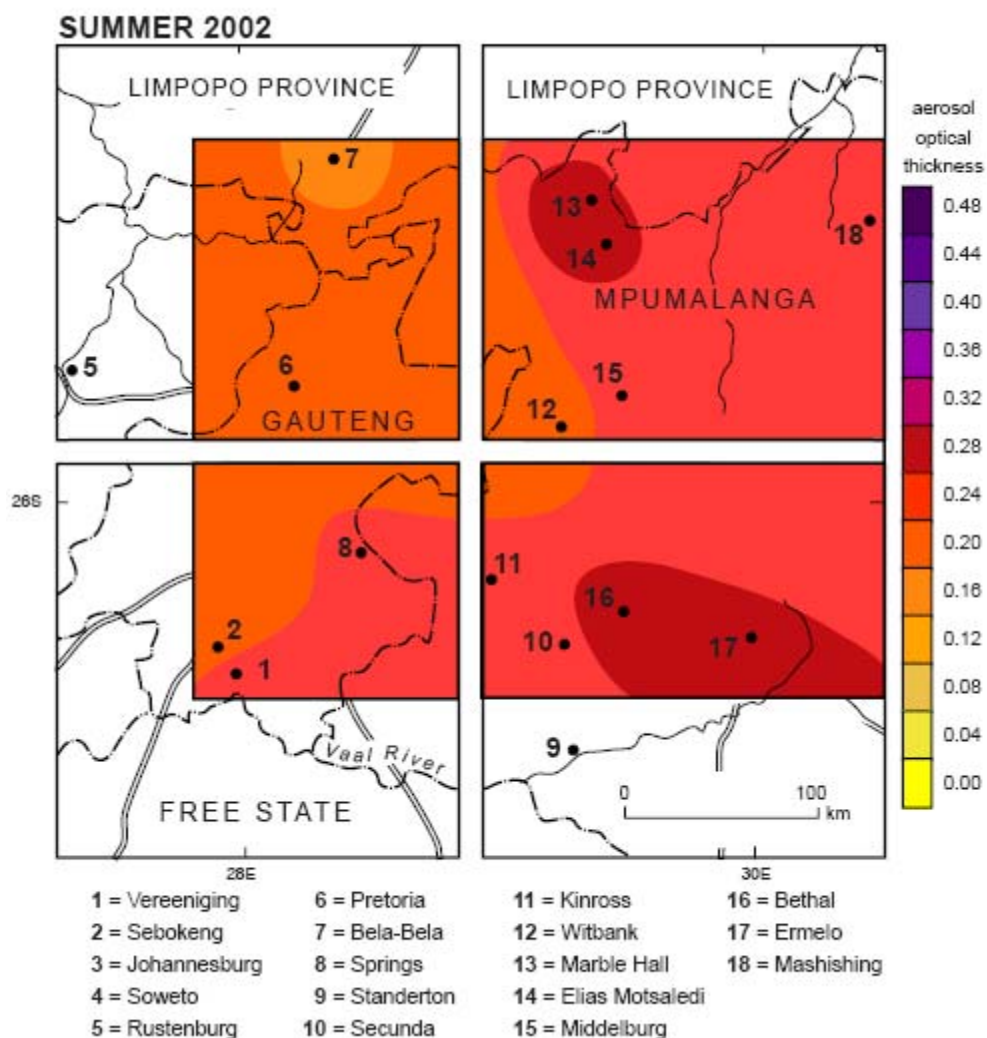 SUMMER 2002
LIMPOPO PROVINCE
LIMPOPO PROVINCE
aerosol
optical
thickness
7
13
14
18
MPUMALANGA
5
6
GAUTENG
15
12
0.48
0.44
0.40
0.36
0.32
0.28
0.24
0.20
0.16
0.12
0.08
0.04
0.00
26S
8
2
1
11
16
10
17
9
Vaal River
FREE STATE
0 100
km
28E
30E
1 = Vereeniging
2 = Sebokeng
3 = Johannesburg
4 = Soweto
5 = Rustenburg
6 = Pretoria
7 = Bela-Bela
8 = Springs
9 = Standerton
10 = Secunda
11 = Kinross
12 = Witbank
13 = Marble Hall
14 = Elias Motsaledi
15 = Middelburg
16 = Bethal
17 = Ermelo
18 = Mashishing